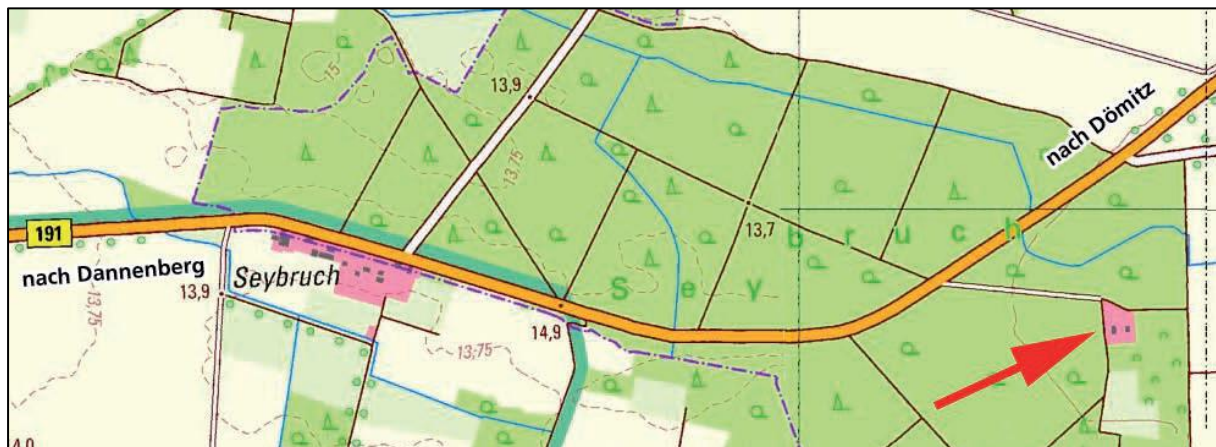 15
13,9
nach Dömitz
13,75
191
13,7
b r u c h
nach Dannenberg
Seybruch
13,9
S e y
13,75
14,9
13,75
4,0